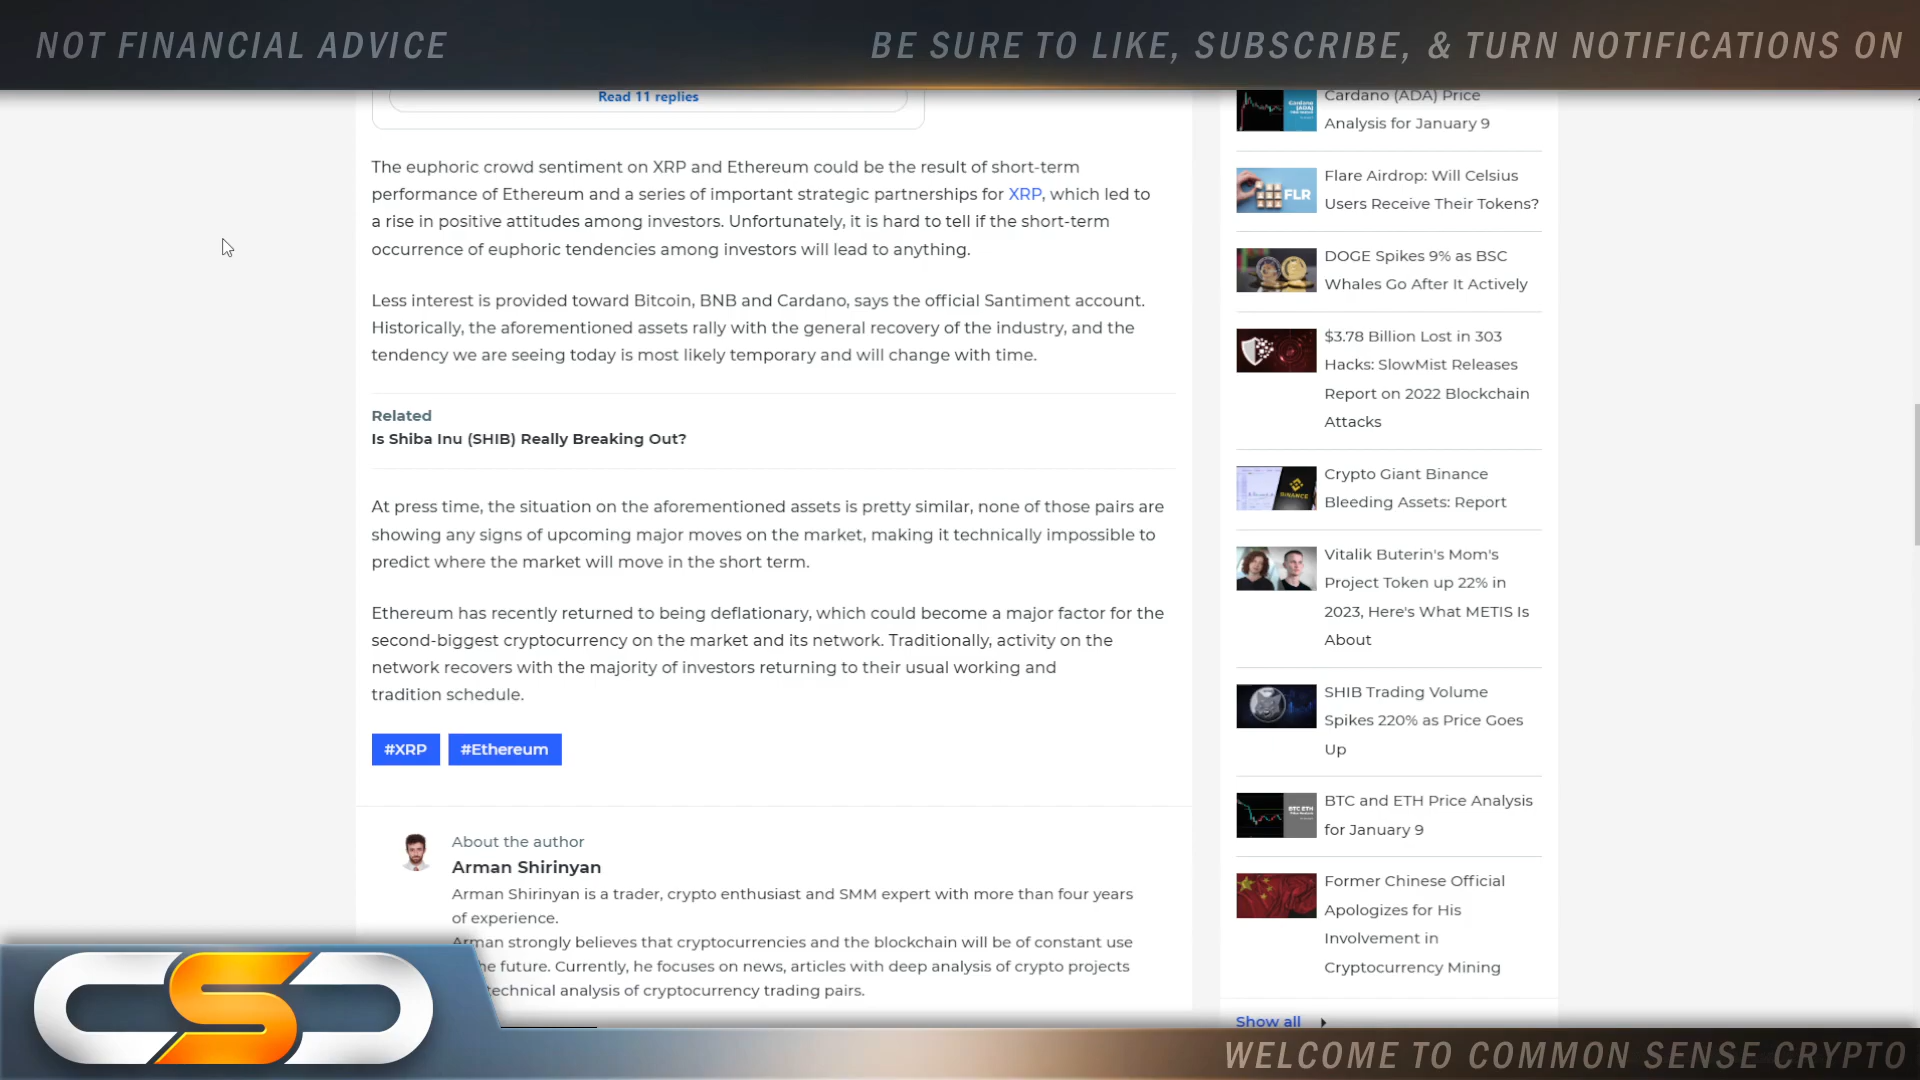 NOT FINANCIAL ADVICE
BE SURE TO LIKE, SUBSCRIBE, & TURN NOTIFICATIONS ON
Read 11 replies
The euphoric crowd sentiment on XRP and Ethereum could be the result of short-term
performance of Ethereum and a series of important strategic partnerships for XRP, which led to
a rise in positive attitudes among investors. Unfortunately, it is hard to tell if the short-term
occurrence of euphoric tendencies among investors will lead to anything.
Less interest is provided toward Bitcoin, BNB and Cardano, says the official Santiment account.
Historically, the aforementioned assets rally with the general recovery of the industry, and the
tendency we are seeing today is most likely temporary and will change with time.
Related
Is Shiba Inu (SHIB) Really Breaking Out?
At press time, the situation on the aforementioned assets is pretty similar, none of those pairs are
showing any signs of upcoming major moves on the market, making it technically impossible to
predict where the market will move in the short term.
Ethereum has recently returned to being deflationary, which could become a major factor for the
second-biggest cryptocurrency on the market and its network. Traditionally, activity on the
network recovers with the majority of investors returning to their usual working and
tradition schedule.
#XRP #Ethereum
About the author
Arman Shirinyan
Arman Shirinyan is a trader, crypto enthusiast and SMM expert with more than four years
of experience.
Arman strongly believes that cryptocurrencies and the blockchain will be of constant use
he future. Currently, he focuses on news, articles with deep analysis of crypto projects
technical analysis of cryptocurrency trading pairs.
Cardano (ADA) Price
Analysis for January 9
FLR
Flare Airdrop: Will Celsius
Users Receive Their Tokens?
DOGE Spikes 9% as BSC
Whales Go After It Actively
$3.78 Billion Lost in 303
Hacks: SlowMist Releases
Report on 2022 Blockchain
Attacks
BINANCE
Crypto Giant Binance
Bleeding Assets: Report
Vitalik Buterin's Mom's
Project Token up 22% in
2023, Here's What METIS Is
About
SHIB Trading Volume
Spikes 220% as Price Goes
Up
BTC ETH
BTC and ETH Price Analysis
for January 9
Former Chinese Official
Apologizes for His
Involvement in
Cryptocurrency Mining
Show all
CSC
WELCOME TO COMMON SENSE CRYPTO